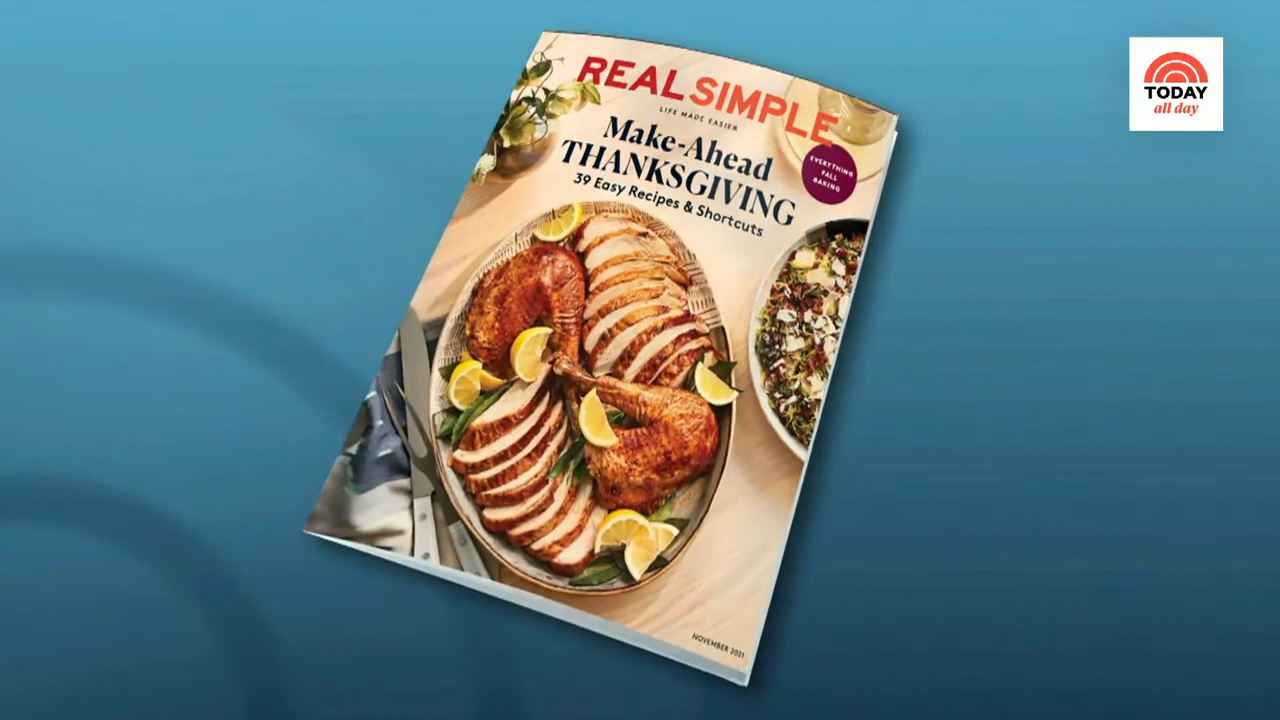 REAL SIMPLE
LIFE MADE EASIER
Make-Ahead
THANKSGIVING
39 Easy Recipes & Shortcuts
EVERYTHING
FALL
BAKING
NOVEMBER 2021
TODAY
all day